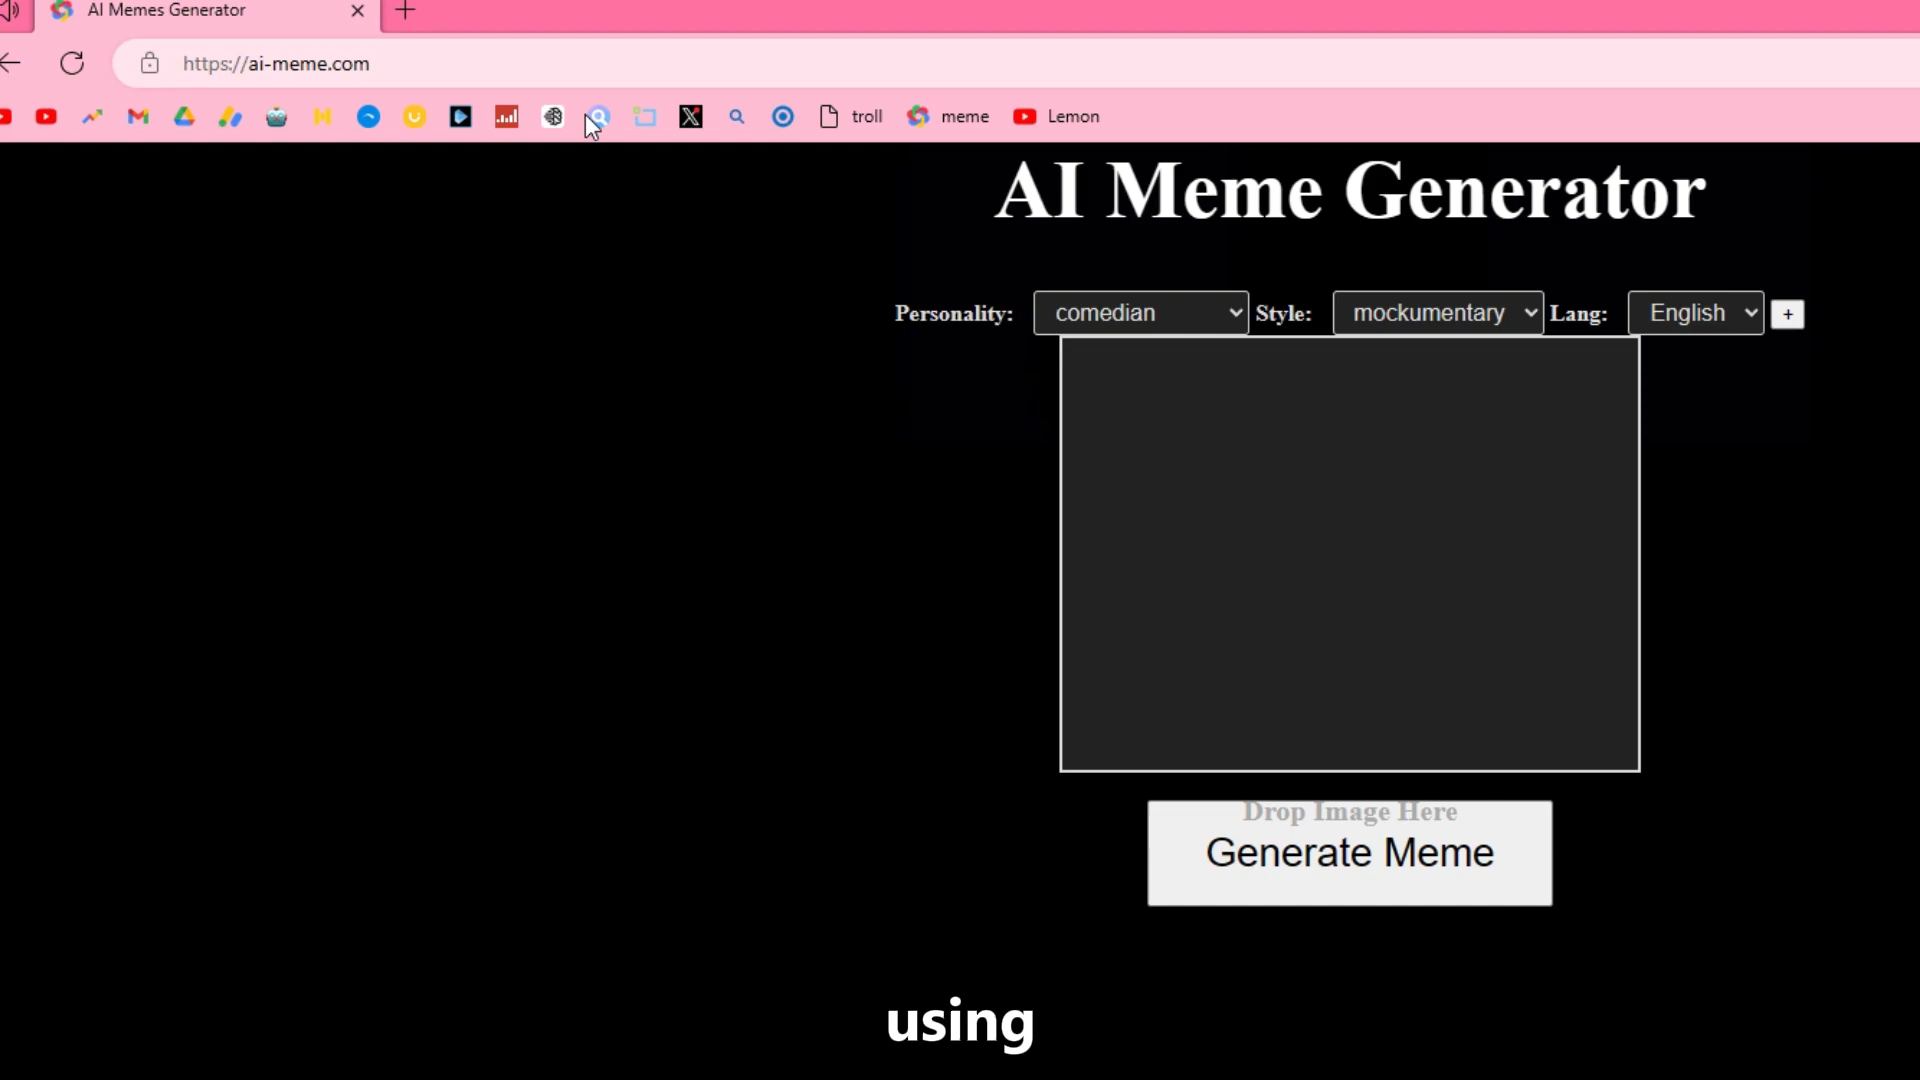 AI Memes Generator
https://ai-meme.com
troll
meme
Lemon
AI Meme Generator
Personality: comedian Style: mockumentary Lang: English +
Drop Image Here
Generate Meme
using